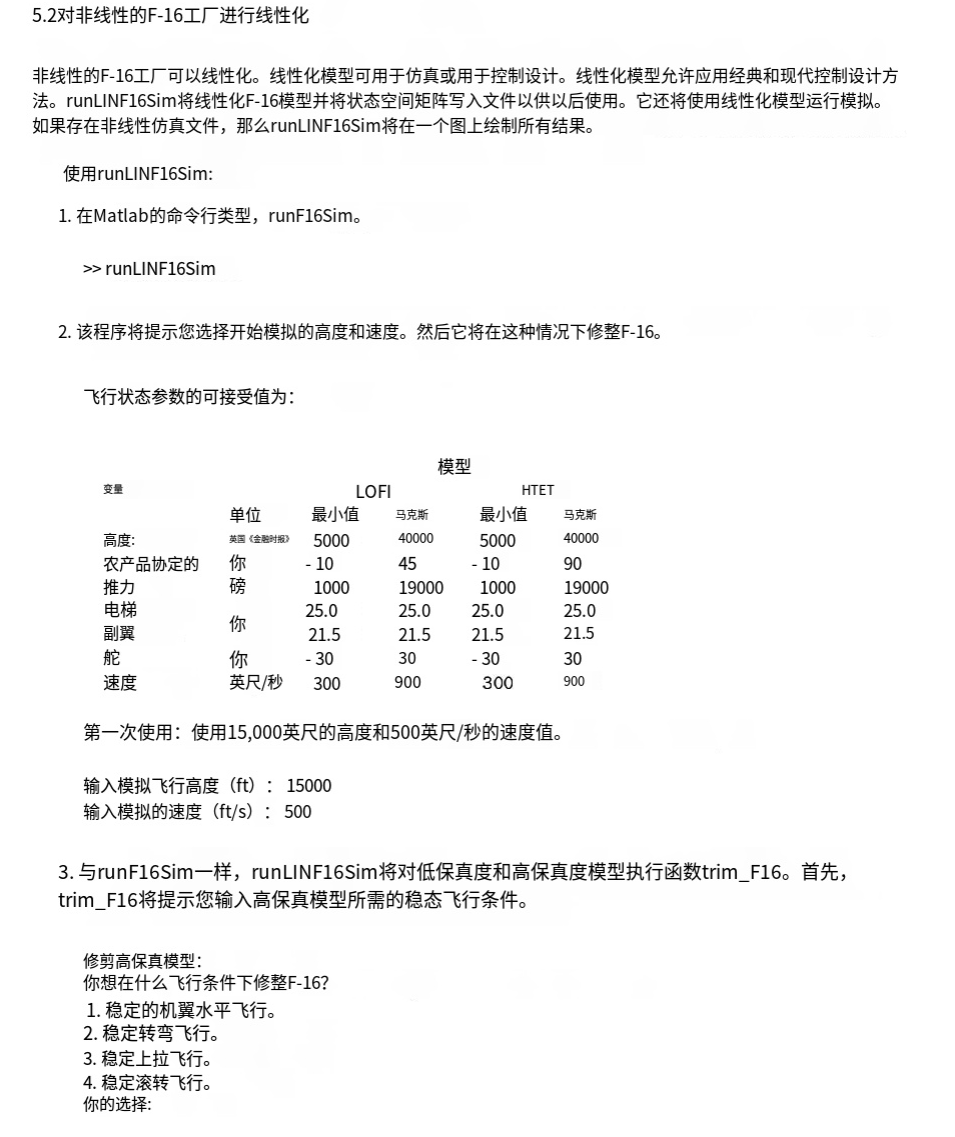 5.2对非线性的F-16工厂进行线性化
非线性的F-16工厂可以线性化。线性化模型可用于仿真或用于控制设计。线性化模型允许应用经典和现代控制设计方
法。runLINF16Sim将线性化F-16模型并将状态空间矩阵写入文件以供以后使用。它还将使用线性化模型运行模拟。
如果存在非线性仿真文件，那么runLINF16Sim将在一个图上绘制所有结果。
使用runLINF16Sim:
1. 在Matlab的命令行类型，runF16Sim。
>> runLINF16Sim
2. 该程序将提示您选择开始模拟的高度和速度。然后它将在这种情况下修整F-16。
飞行状态参数的可接受值为：
模型
变量 LOFI HTET
单位 最小值 马克斯 最小值 马克斯
高度: 英国《金融时报》 5000 40000 5000 40000
农产品协定的 你 - 10 45 - 10 90
推力 磅 1000 19000 1000 19000
电梯 25.0 25.0 25.0 25.0
副翼 你 21.5 21.5 21.5 21.5
舵 你 - 30 30 - 30 30
速度 英尺/秒 300 900 300 900
第一次使用：使用15,000英尺的高度和500英尺/秒的速度值。
输入模拟飞行高度（ft）： 15000
输入模拟的速度（ft/s）： 500
3. 与runF16Sim一样，runLINF16Sim将对低保真度和高保真度模型执行函数trim_F16。首先，
trim_F16将提示您输入高保真模型所需的稳态飞行条件。
修剪高保真模型：
你想在什么飞行条件下修整F-16？
1. 稳定的机翼水平飞行。
2. 稳定转弯飞行。
3. 稳定上拉飞行。
4. 稳定滚转飞行。
你的选择: